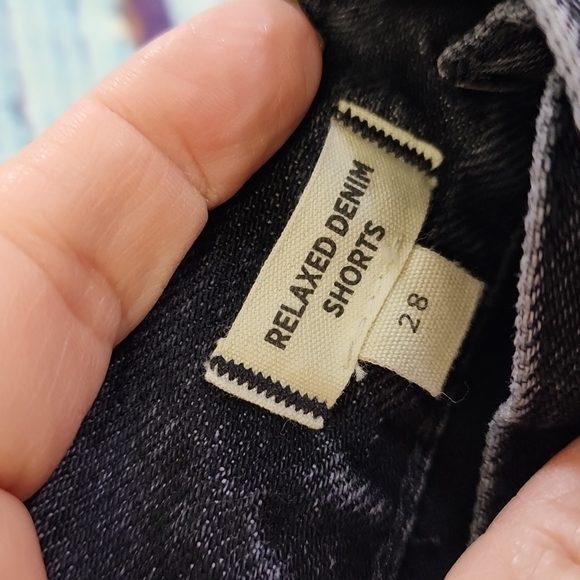 RELAXED DENIM
SHORTS
28